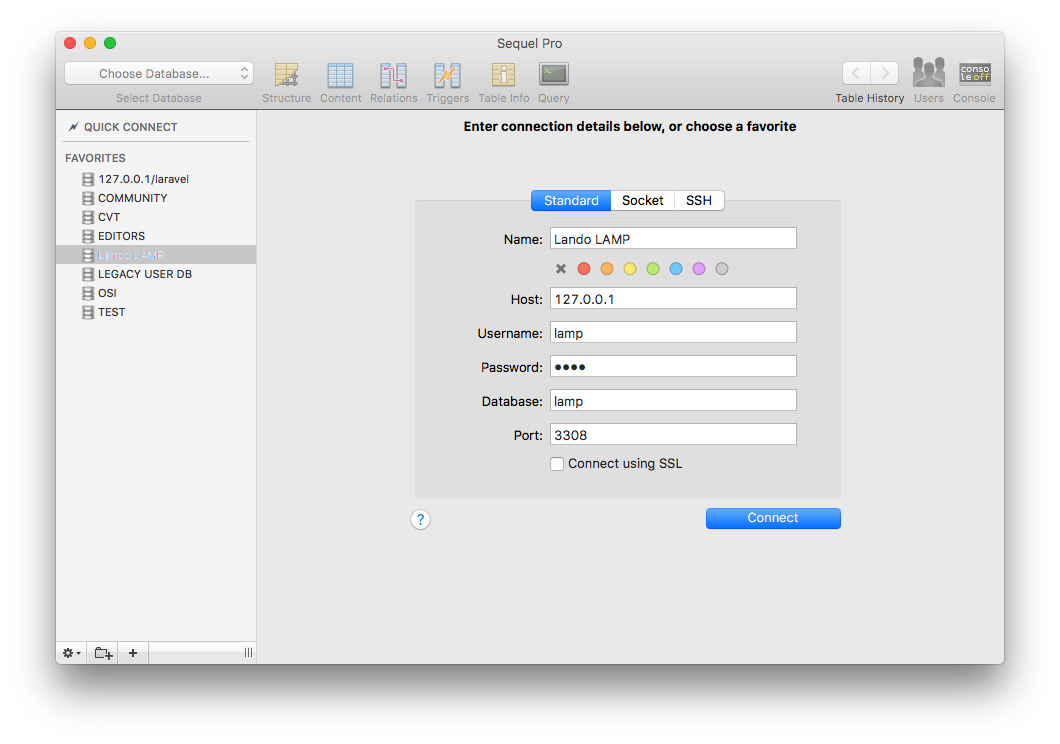 Sequel Pro
Choose Database...
Select Database
Structure Content Relations Triggers Table Info Query
conso
le off
Table History Users Console
QUICK CONNECT
FAVORITES
127.0.0.1/laravel
COMMUNITY
CVT
EDITORS
Lando LAMP
LEGACY USER DB
OSI
TEST
Enter connection details below, or choose a favorite
Standard Socket SSH
Name: Lando LAMP
Host: 127.0.0.1
Username: lamp
Password: ●●●●
Database: lamp
Port: 3308
Connect using SSL
? Connect